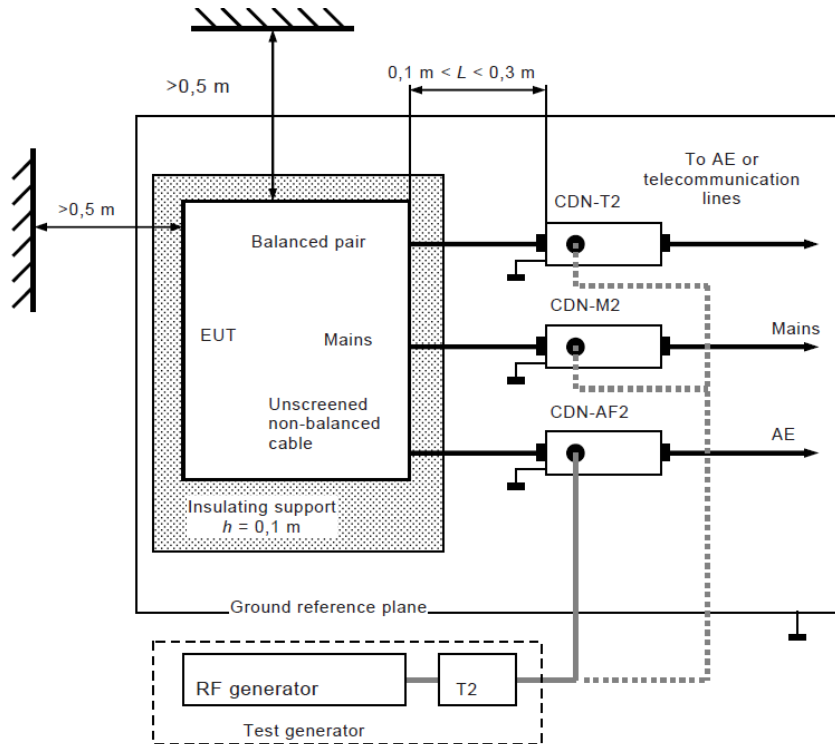 0,1 m < L < 0,3 m
>0,5 m
>0,5 m
To AE or
telecommunication
lines
CDN-T2
Balanced pair
CDN-M2
Mains
EUT
Mains
Unscreened
non-balanced
cable
CDN-AF2
AE
Insulating support
h = 0,1 m
Ground reference plane
RF generator
T2
Test generator